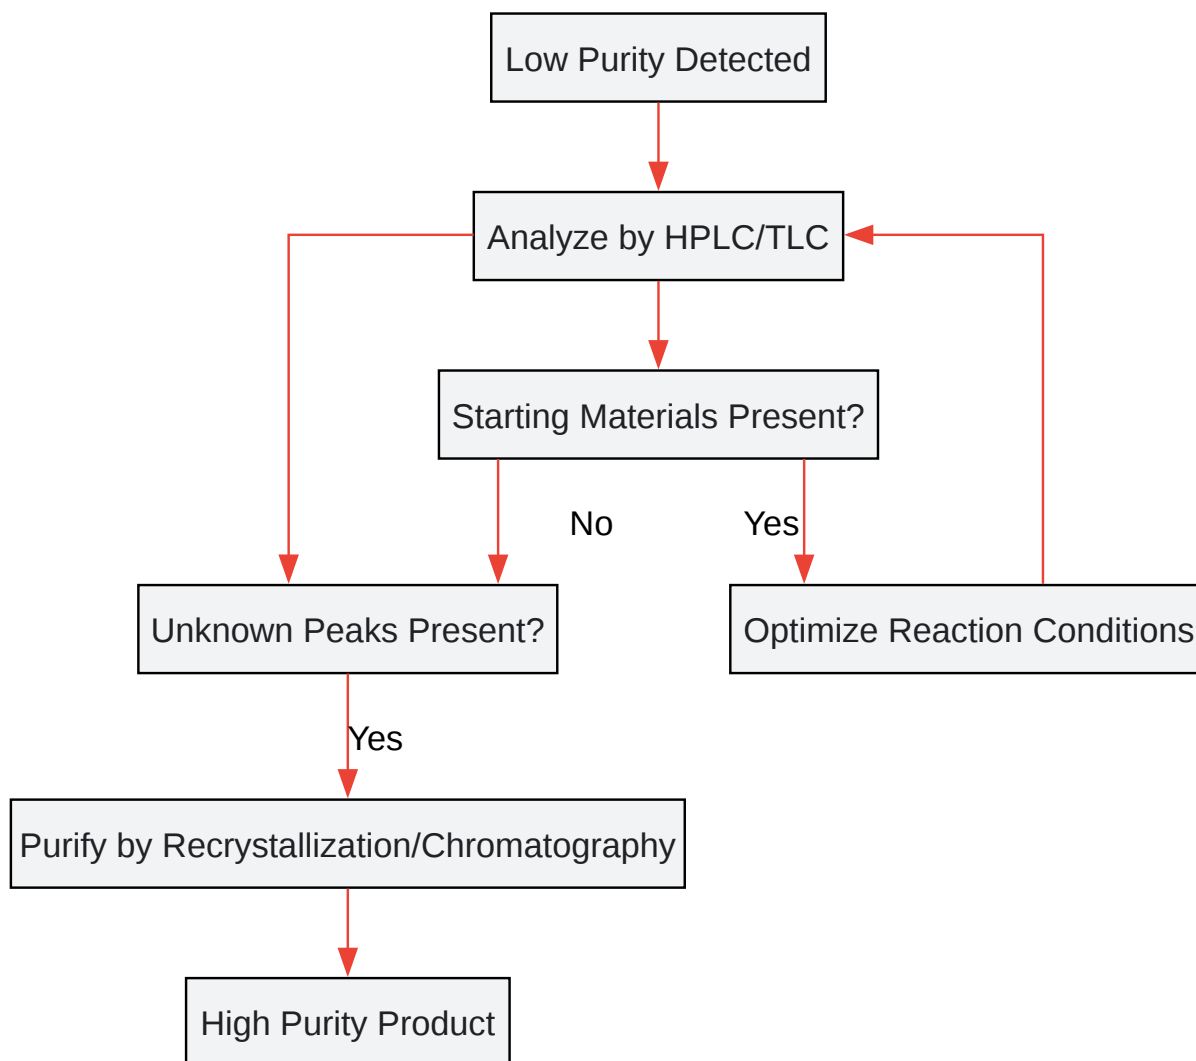 Low Purity Detected
Analyze by HPLC/TLC
Starting Materials Present?
No
Yes
Unknown Peaks Present?
Optimize Reaction Conditions
Yes
Purify by Recrystallization/Chromatography
High Purity Product